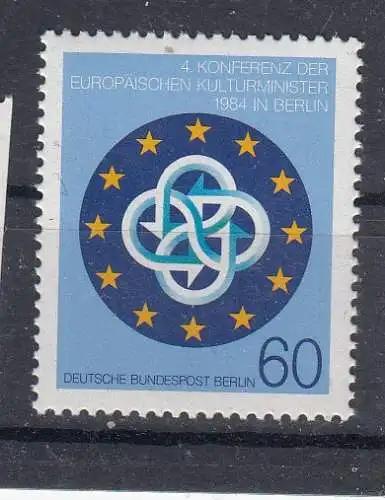 4. KONFERENZ DER
EUROPÄISCHEN KULTURMINISTER
1984 IN BERLIN
DEUTSCHE BUNDESPOST BERLIN 60